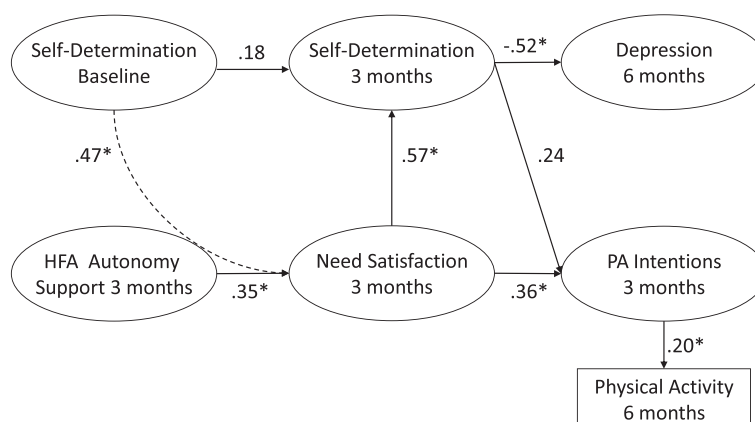 Self-Determination
Baseline
.18
Self-Determination
3 months
-.52*
Depression
6 months
.47*
.57*
.24
HFA Autonomy
Support 3 months
.35*
Need Satisfaction
3 months
.36*
PA Intentions
3 months
.20*
Physical Activity
6 months